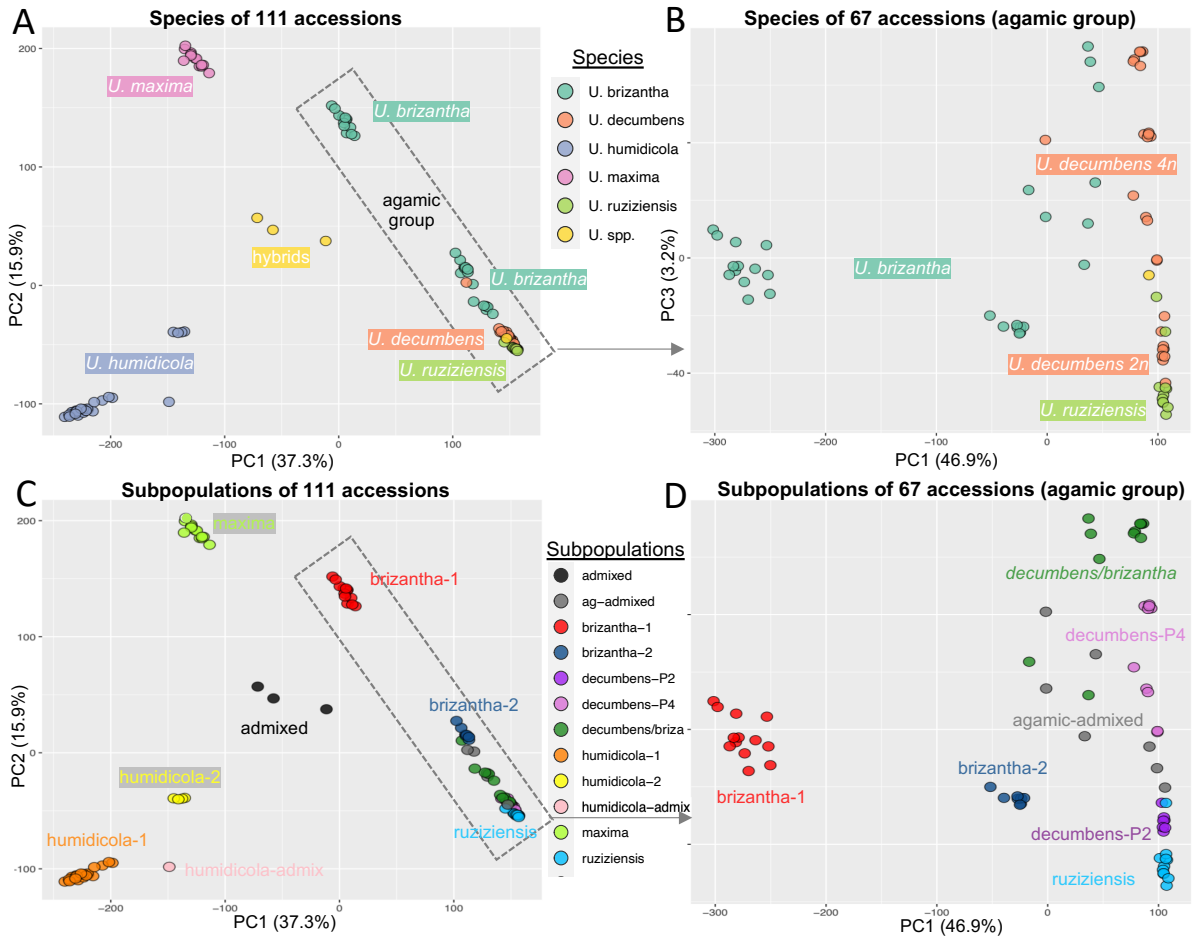 A
Species of 111 accessions
200
100
0
−100
PC2 (15.9%)
U. maxima
U. brizantha
agamic
group
hybrids
U. brizantha
U. decembens
U. ruziziensis
U. humidicola
−200
−100
0
100
PC1 (37.3%)
Species
U. brizantha
U. decumbens
U. humidicola
U. maxima
U. ruziziensis
U. spp.
B
Species of 67 accessions (agamic group)
PC3 (3.2%)
0
−40
U. decumbens 4n
U. brizantha
U. decumbens 2n
U. ruziziensis
−300
−200
−100
0
100
PC1 (46.9%)
C
Subpopulations of 111 accessions
200
100
0
-100
PC2 (15.9%)
maxima
brizantha-1
admixed
brizantha-2
humidicola-2
humidicola-1
ruziziensis
humidicola-admix
−200
−100
0
100
PC1 (37.3%)
Subpopulations
admixed
ag−admixed
brizantha−1
brizantha−2
decumbens−P2
decumbens−P4
decumbens/briza
humidicola−1
humidicola−2
humidicola−admix
maxima
ruziziensis
D
Subpopulations of 67 accessions (agamic group)
decumbens/brizantha
decumbens-P4
agamic-admixed
brizantha-2
brizantha-1
decumbens-P2
ruziziensis
−300
−200
−100
0
100
PC1 (46.9%)